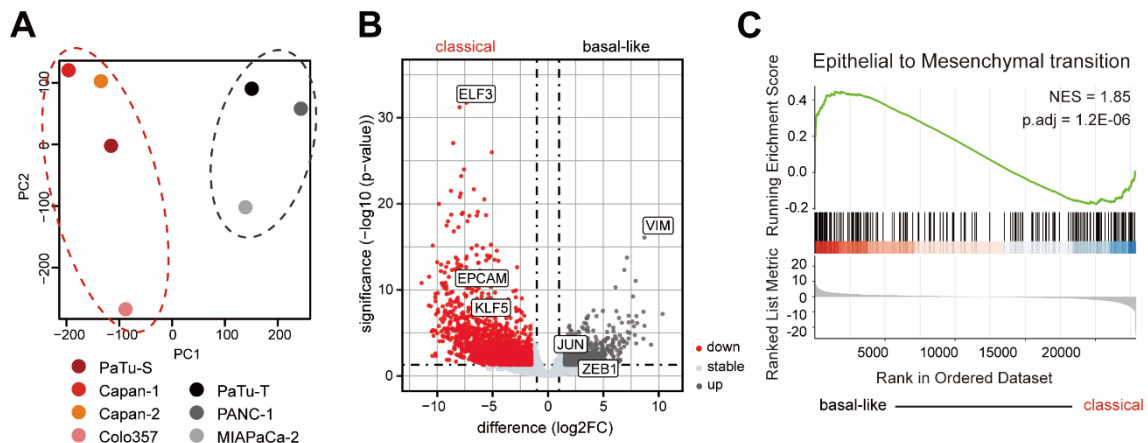 A
PC2
100
0
−100
−200
−200
−100
0
100
200
PC1
PaTu-S
Capan-1
Capan-2
Colo357
PaTu-T
PANC-1
MIAPaCa-2
B
classical
basal-like
significance (−log10 (p-value))
30
20
10
0
ELF3
VIM
EPCAM
KLF5
JUN
ZEB1
−10
−5
0
5
10
difference (log2FC)
down
stable
up
C
Epithelial to Mesenchymal transition
NES = 1.85
p.adj = 1.2E-06
Running Enrichment Score
0.4
0.2
0.0
-0.2
Ranked List Metric
20
10
0
-10
-20
5000
10000
15000
20000
Rank in Ordered Dataset
basal-like
classical